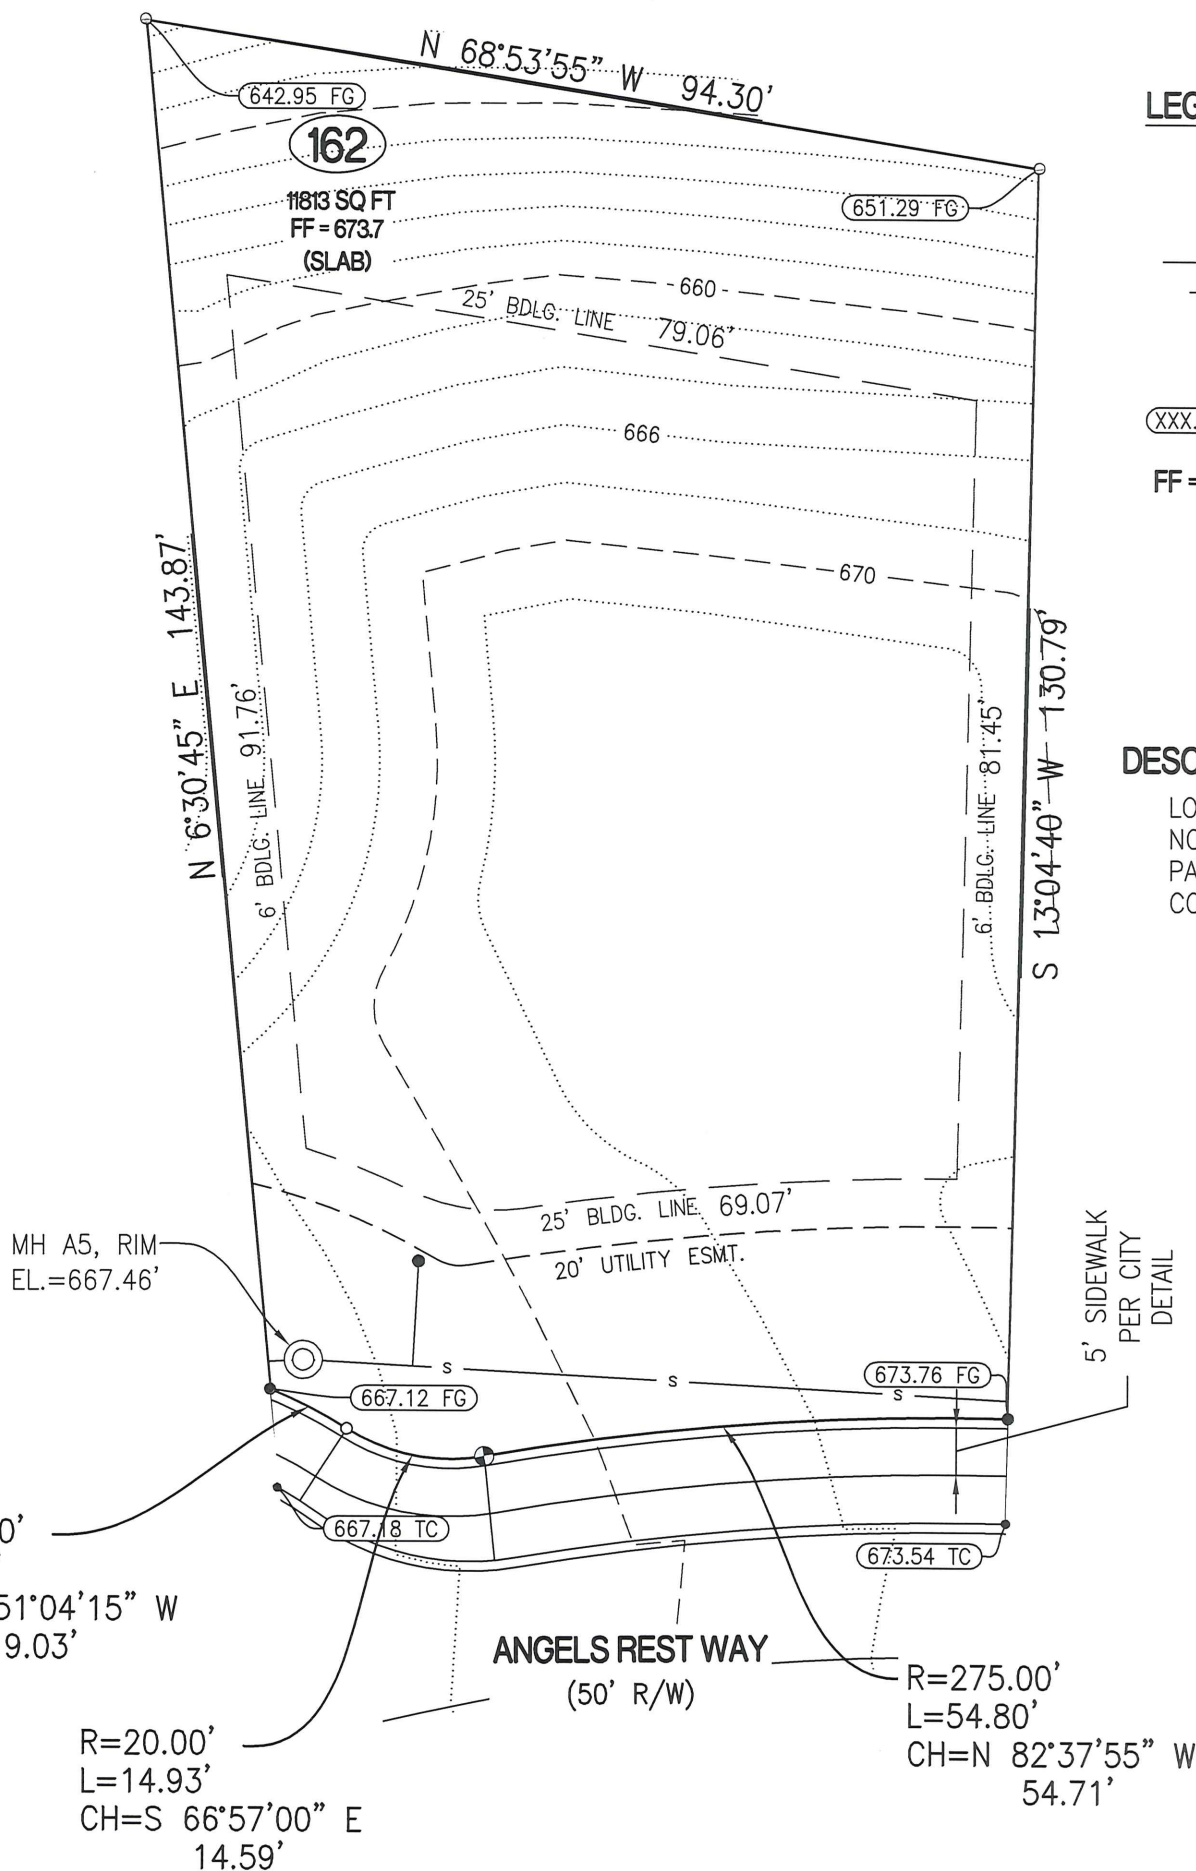 N 68°53'55" W 94.30'
642.95 FG
162
11813 SQ FT
FF = 673.7
(SLAB)
651.29 FG
660
25' BDLG. LINE 79.06'
666
670
N 6°30'45" E 143.87'
6' BDLG. LINE 91.76'
6' BDLG. LINE 81.45'
S 13°04'40" W 130.79'
25' BLDG. LINE 69.07'
20' UTILITY ESMT.
MH A5, RIM
EL.=667.46'
5' SIDEWALK
PER CITY
DETAIL
673.76 FG
S
S
S
667.12 FG
667.18 TC
673.54 TC
0'
51°04'15" W
9.03'
ANGELS REST WAY
(50' R/W)
R=20.00'
L=14.93'
CH=S 66°57'00" E
14.59'
R=275.00'
L=54.80'
CH=N 82°37'55" W
54.71'
LEG
XXX.
FF =
DESC
LO
NO
PA
CO